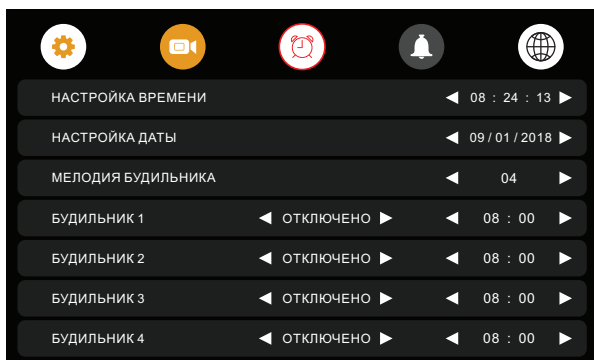 НАСТРОЙКА ВРЕМЕНИ 08 : 24 : 13
НАСТРОЙКА ДАТЫ 09 / 01 / 2018
МЕЛОДИЯ БУДИЛЬНИКА 04
БУДИЛЬНИК 1 ОТКЛЮЧЕНО 08 : 00
БУДИЛЬНИК 2 ОТКЛЮЧЕНО 08 : 00
БУДИЛЬНИК 3 ОТКЛЮЧЕНО 08 : 00
БУДИЛЬНИК 4 ОТКЛЮЧЕНО 08 : 00